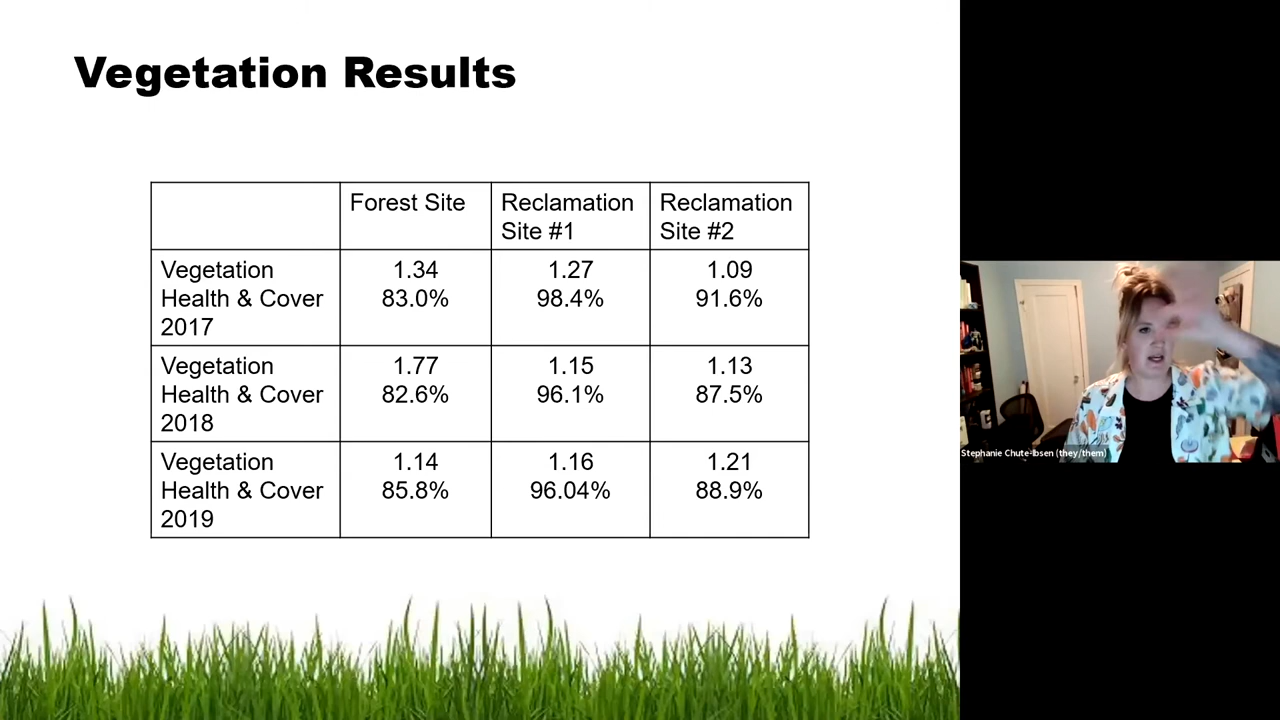 Vegetation Results
Forest Site
Reclamation
Site #1
Reclamation
Site #2
Vegetation
Health & Cover
2017
1.34
83.0%
1.27
98.4%
1.09
91.6%
Vegetation
Health & Cover
2018
1.77
82.6%
1.15
96.1%
1.13
87.5%
Vegetation
Health & Cover
2019
1.14
85.8%
1.16
96.04%
1.21
88.9%
Stephanie Chute-Ibsen (they/them)